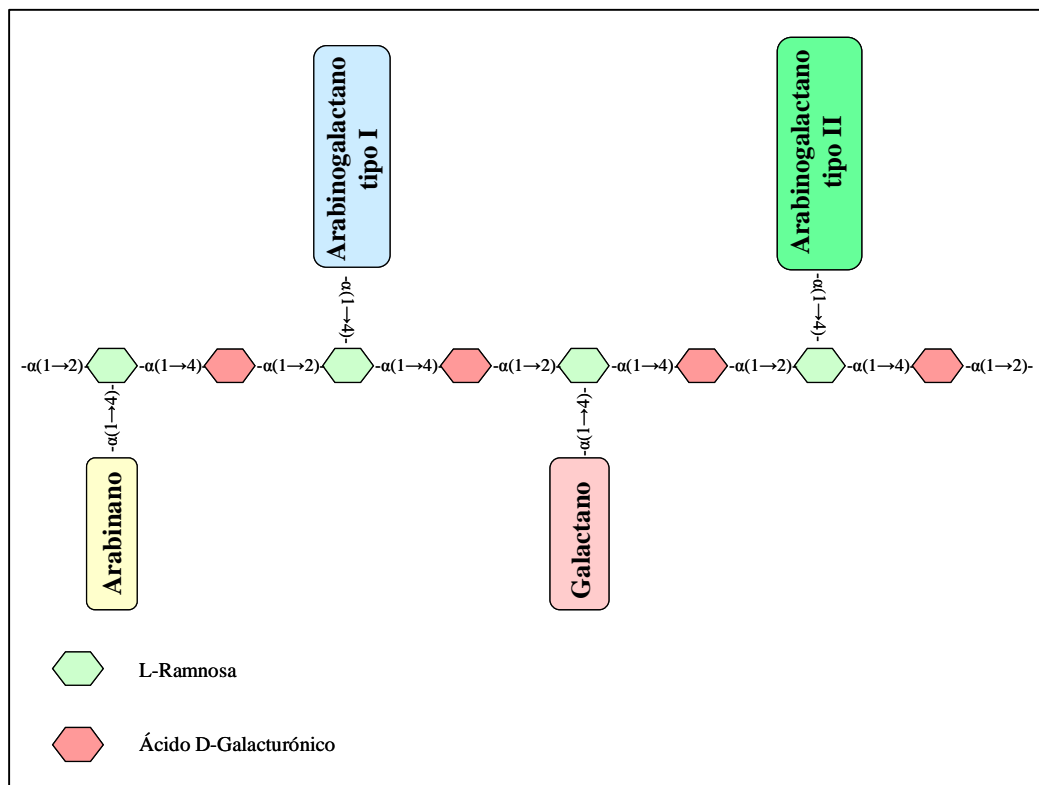 Arabinogalactano
tipo I
Arabinogalactano
tipo II
-α(1→4)-
-α(1→4)-
-α(1→2)- -α(1→4)- -α(1→2)- -α(1→4)- -α(1→2)- -α(1→4)- -α(1→2)- -α(1→4)- -α(1→2)-
-α(1→4)-
-α(1→4)-
Arabinano
Galactano
L-Ramnosa
Ácido D-Galacturónico